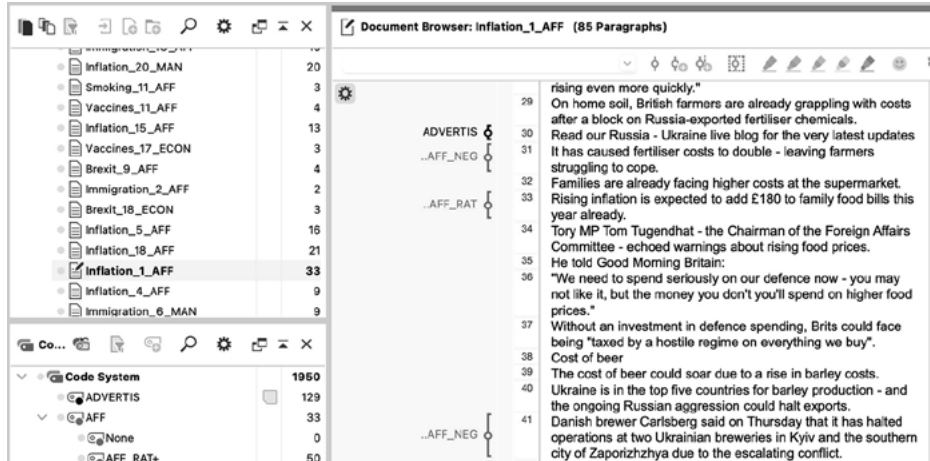 Document Browser: Inflation_1_AFF (85 Paragraphs)
Inflation_20_MAN 20
Smoking_11_AFF 3
Vaccines_11_AFF 4
Inflation_15_AFF 13
Vaccines_17_ECON 3
Brexit_9_AFF 4
Immigration_2_AFF 2
Brexit_18_ECON 3
Inflation_5_AFF 16
Inflation_18_AFF 21
Inflation_1_AFF 33
Inflation_4_AFF 9
Immigration_6_MAN 9
Co...
Code System 1950
ADVERTIS 129
AFF 33
None 0
AFF_RAT+ 50
rising even more quickly."
29 On home soil, British farmers are already grappling with costs
after a block on Russia-exported fertiliser chemicals.
ADVERTIS 30 Read our Russia - Ukraine live blog for the very latest updates
..AFF_NEG 31 It has caused fertiliser costs to double - leaving farmers
struggling to cope.
32 Families are already facing higher costs at the supermarket.
..AFF_RAT 33 Rising inflation is expected to add £180 to family food bills this
year already.
34 Tory MP Tom Tugendhat - the Chairman of the Foreign Affairs
Committee - echoed warnings about rising food prices.
35 He told Good Morning Britain:
36 "We need to spend seriously on our defence now - you may
not like it, but the money you don't you'll spend on higher food
prices."
37 Without an investment in defence spending, Brits could face
being "taxed by a hostile regime on everything we buy".
38 Cost of beer
39 The cost of beer could soar due to a rise in barley costs.
40 Ukraine is in the top five countries for barley production - and
the ongoing Russian aggression could halt exports.
..AFF_NEG 41 Danish brewer Carlsberg said on Thursday that it has halted
operations at two Ukrainian breweries in Kyiv and the southern
city of Zaporizhzhya due to the escalating conflict.